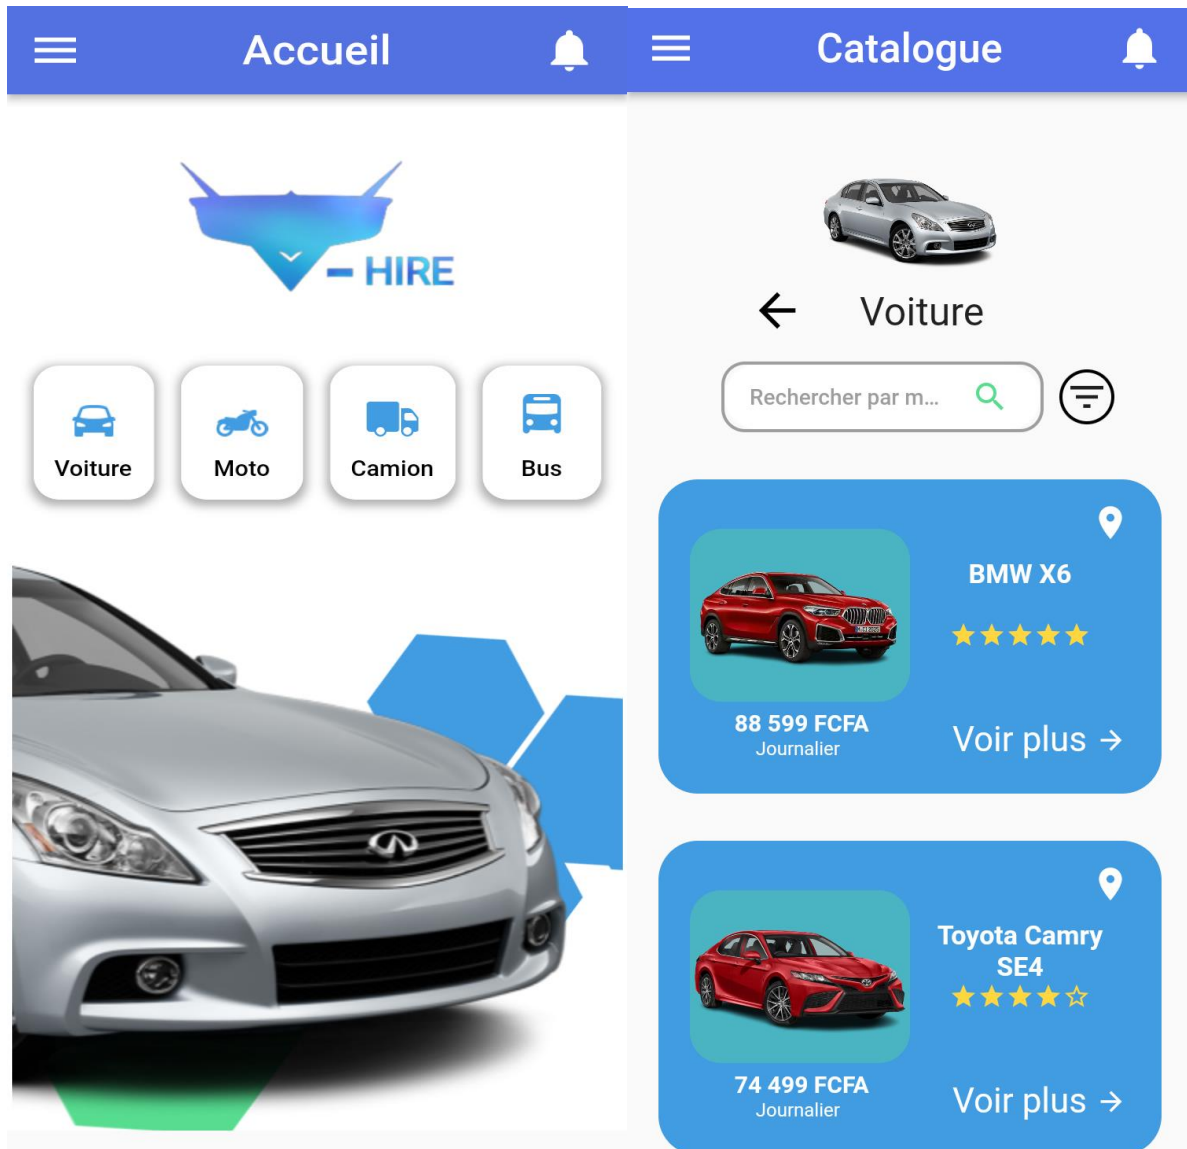 Accueil
- HIRE
Voiture
Moto
Camion
Bus
Catalogue
Voiture
Rechercher par m...
BMW X6
88 599 FCFA
Journalier
Voir plus →
Toyota Camry
SE4
74 499 FCFA
Journalier
Voir plus →